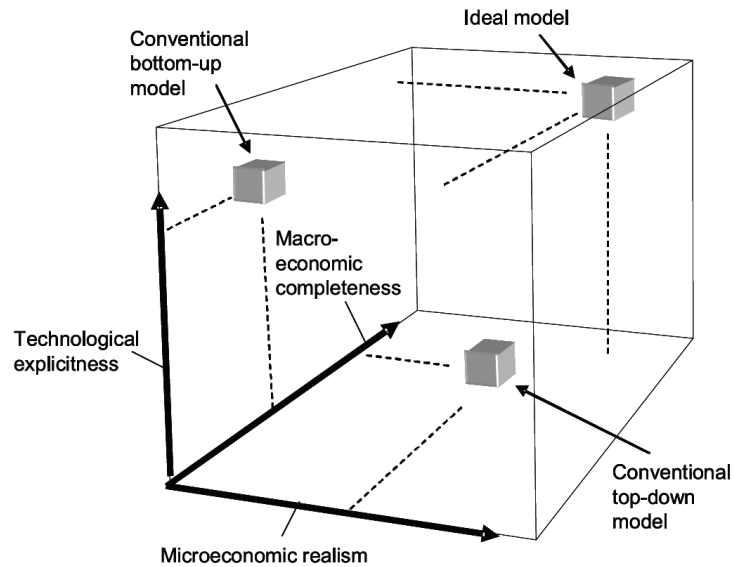 Ideal model
Conventional
bottom-up
model
Macro-
economic
completeness
Technological
explicitness
Conventional
top-down
model
Microeconomic realism